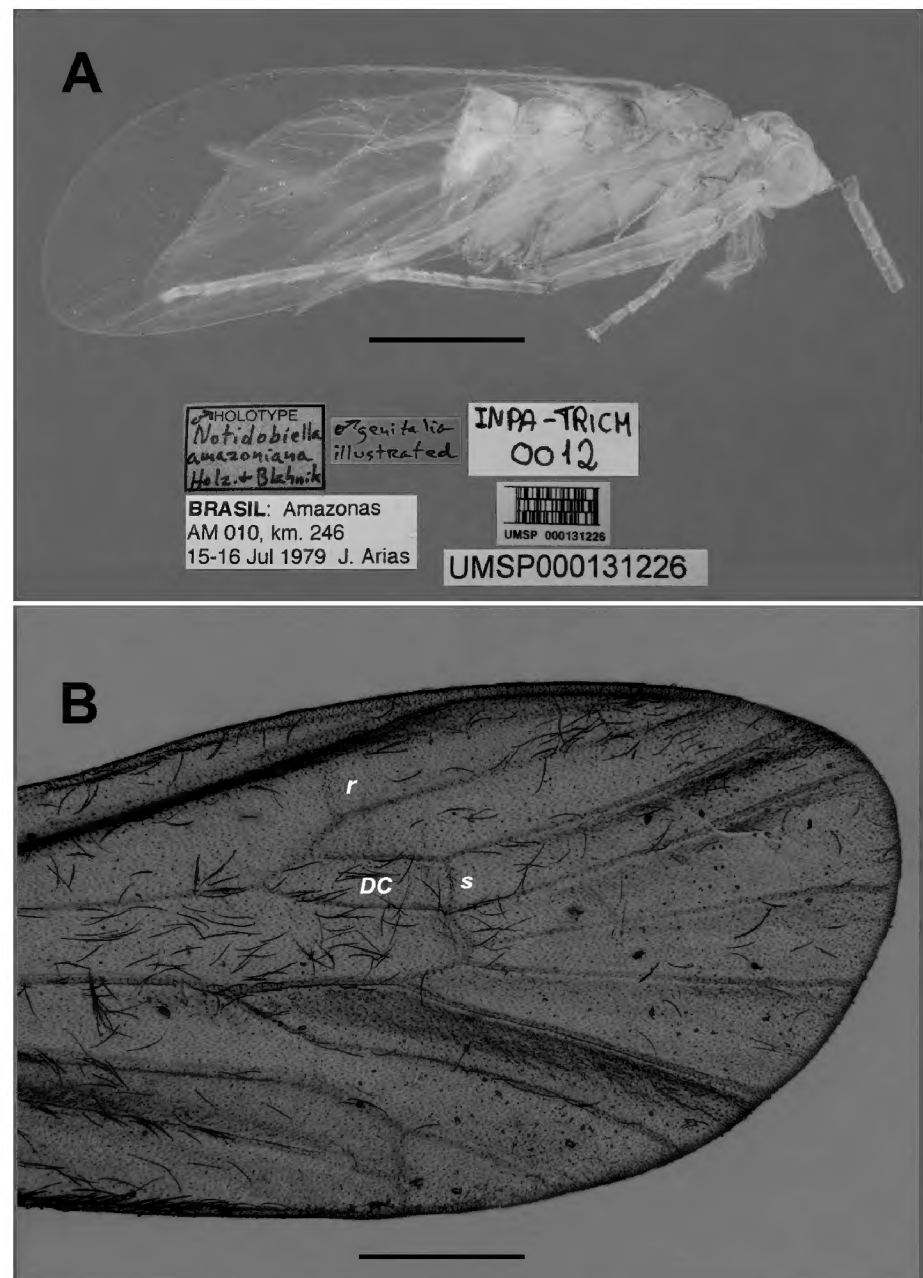 A
♂ HOLOTYPE
Notidobiella
amazoniana
Holz. + Blahnik
♂ genitalia
illustrated
INPA-TRICH
0012
BRASIL: Amazonas
AM 010, km. 246
15-16 Jul 1979 J. Arias
UMSP 000131226
UMSP000131226
B
r
DC
s